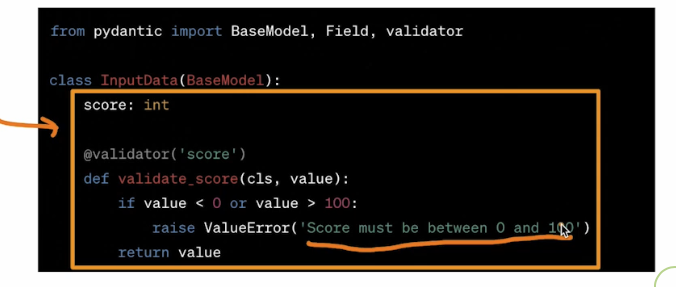 from pydantic import BaseModel, Field, validator
class InputData(BaseModel):
score: int
@validator('score')
def validate_score(cls, value):
if value < 0 or value > 100:
raise ValueError('Score must be between 0 and 100')
return value